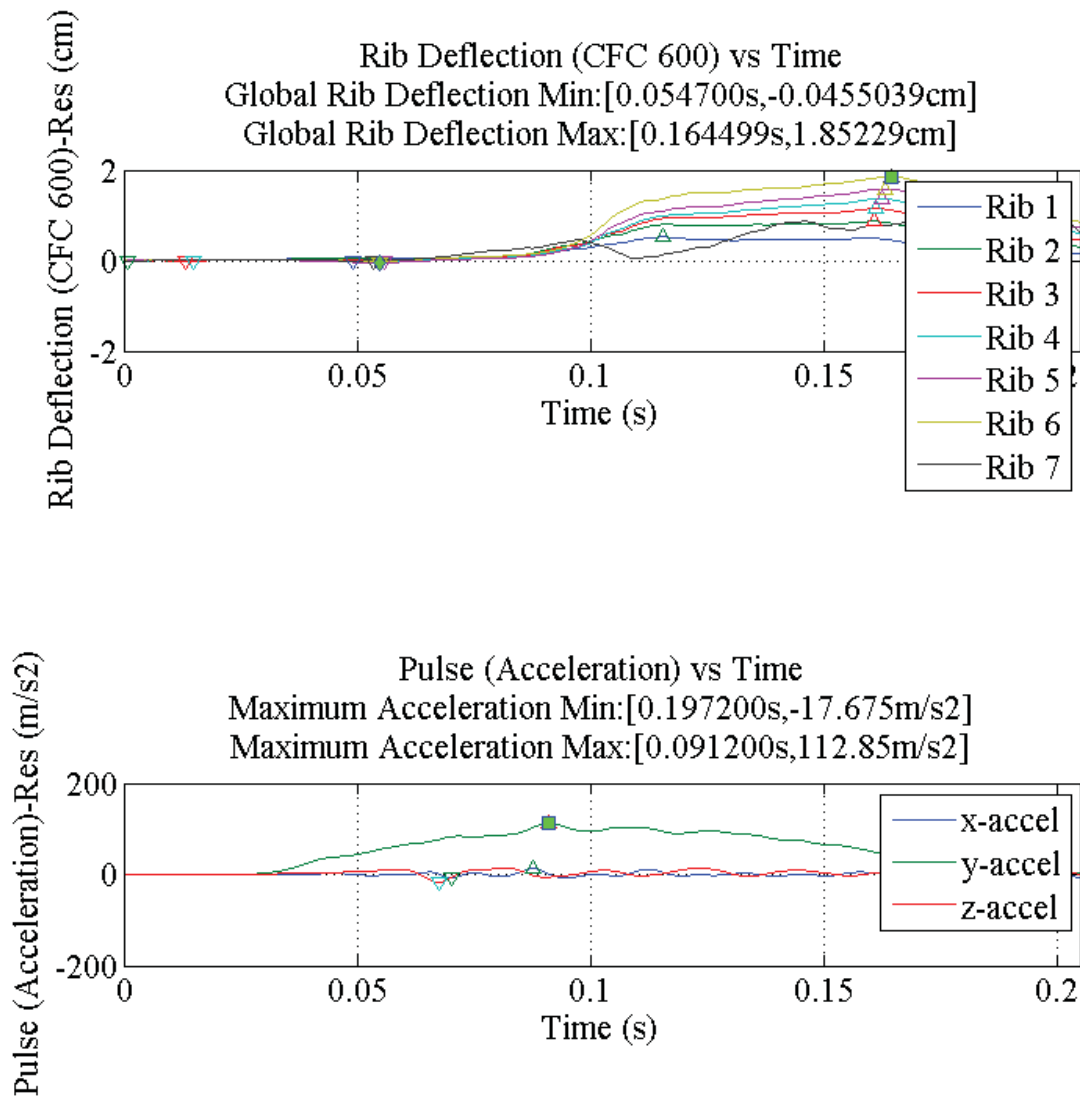 Rib Deflection (CFC 600) vs Time
Global Rib Deflection Min:[0.054700s,-0.0455039cm]
Global Rib Deflection Max:[0.164499s,1.85229cm]
Rib Deflection (CFC 600)-Res (cm)
2
0
-2
0
0.05
0.1
0.15
2
Time (s)
Rib 1
Rib 2
Rib 3
Rib 4
Rib 5
Rib 6
Rib 7
Pulse (Acceleration) vs Time
Maximum Acceleration Min:[0.197200s,-17.675m/s2]
Maximum Acceleration Max:[0.091200s,112.85m/s2]
Pulse (Acceleration)-Res (m/s2)
200
0
-200
0
0.05
0.1
0.15
0.2
Time (s)
x-accel
y-accel
z-accel